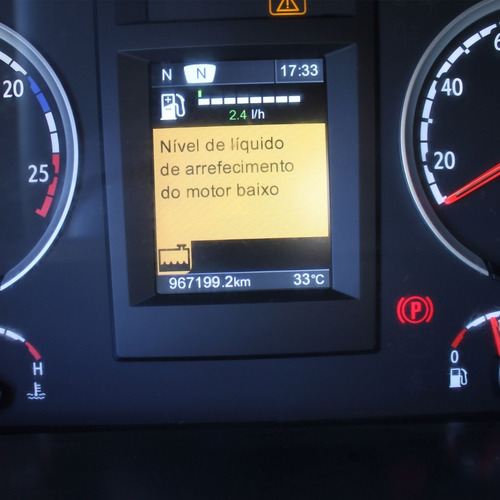 N N 17:33
2.4 l/h
Nível de líquido
de arrefecimento
do motor baixo
967199.2km 33°C
20
25
H
60
40
20
P
0